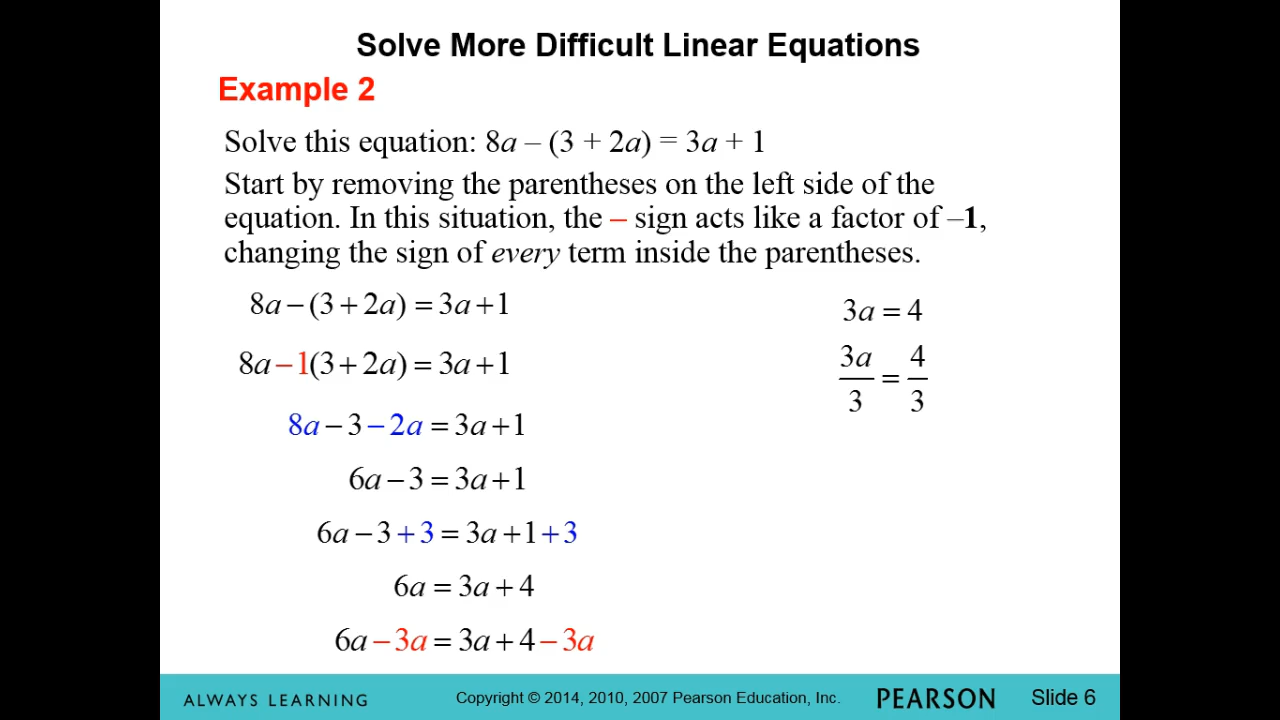 Solve More Difficult Linear Equations
Example 2
Solve this equation: 8a – (3 + 2a) = 3a + 1
Start by removing the parentheses on the left side of the
equation. In this situation, the – sign acts like a factor of –1,
changing the sign of every term inside the parentheses.
8a − (3 + 2a) = 3a + 1
8a − 1(3 + 2a) = 3a + 1
8a − 3 − 2a = 3a + 1
6a − 3 = 3a + 1
6a − 3 + 3 = 3a + 1 + 3
6a = 3a + 4
6a − 3a = 3a + 4 − 3a
3a = 4
3a/3 = 4/3
ALWAYS LEARNING
Copyright © 2014, 2010, 2007 Pearson Education, Inc.
PEARSON
Slide 6